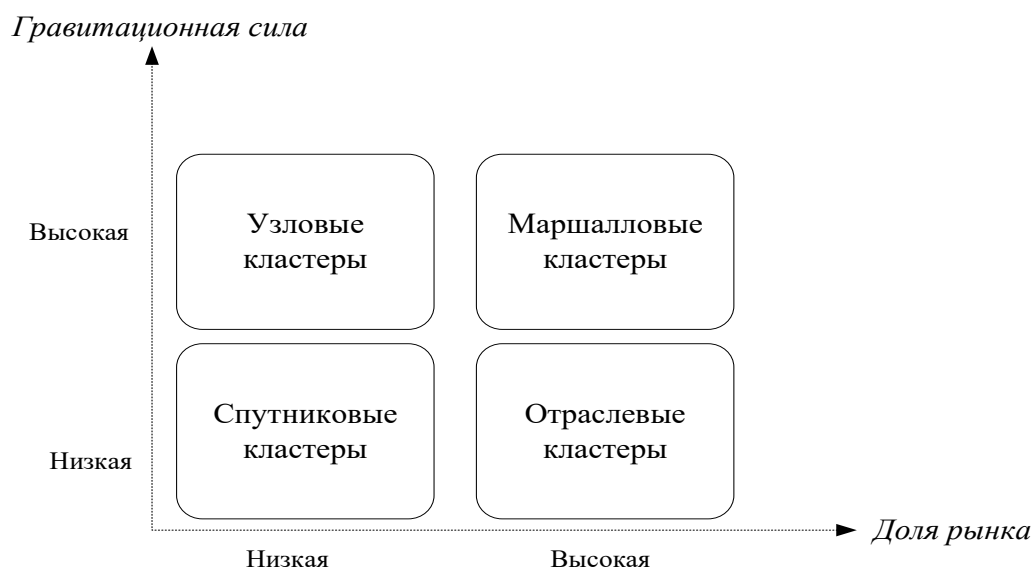 Гравитационная сила
Высокая
Узловые
кластеры
Маршалловые
кластеры
Низкая
Спутниковые
кластеры
Отраслевые
кластеры
Доля рынка
Низкая
Высокая